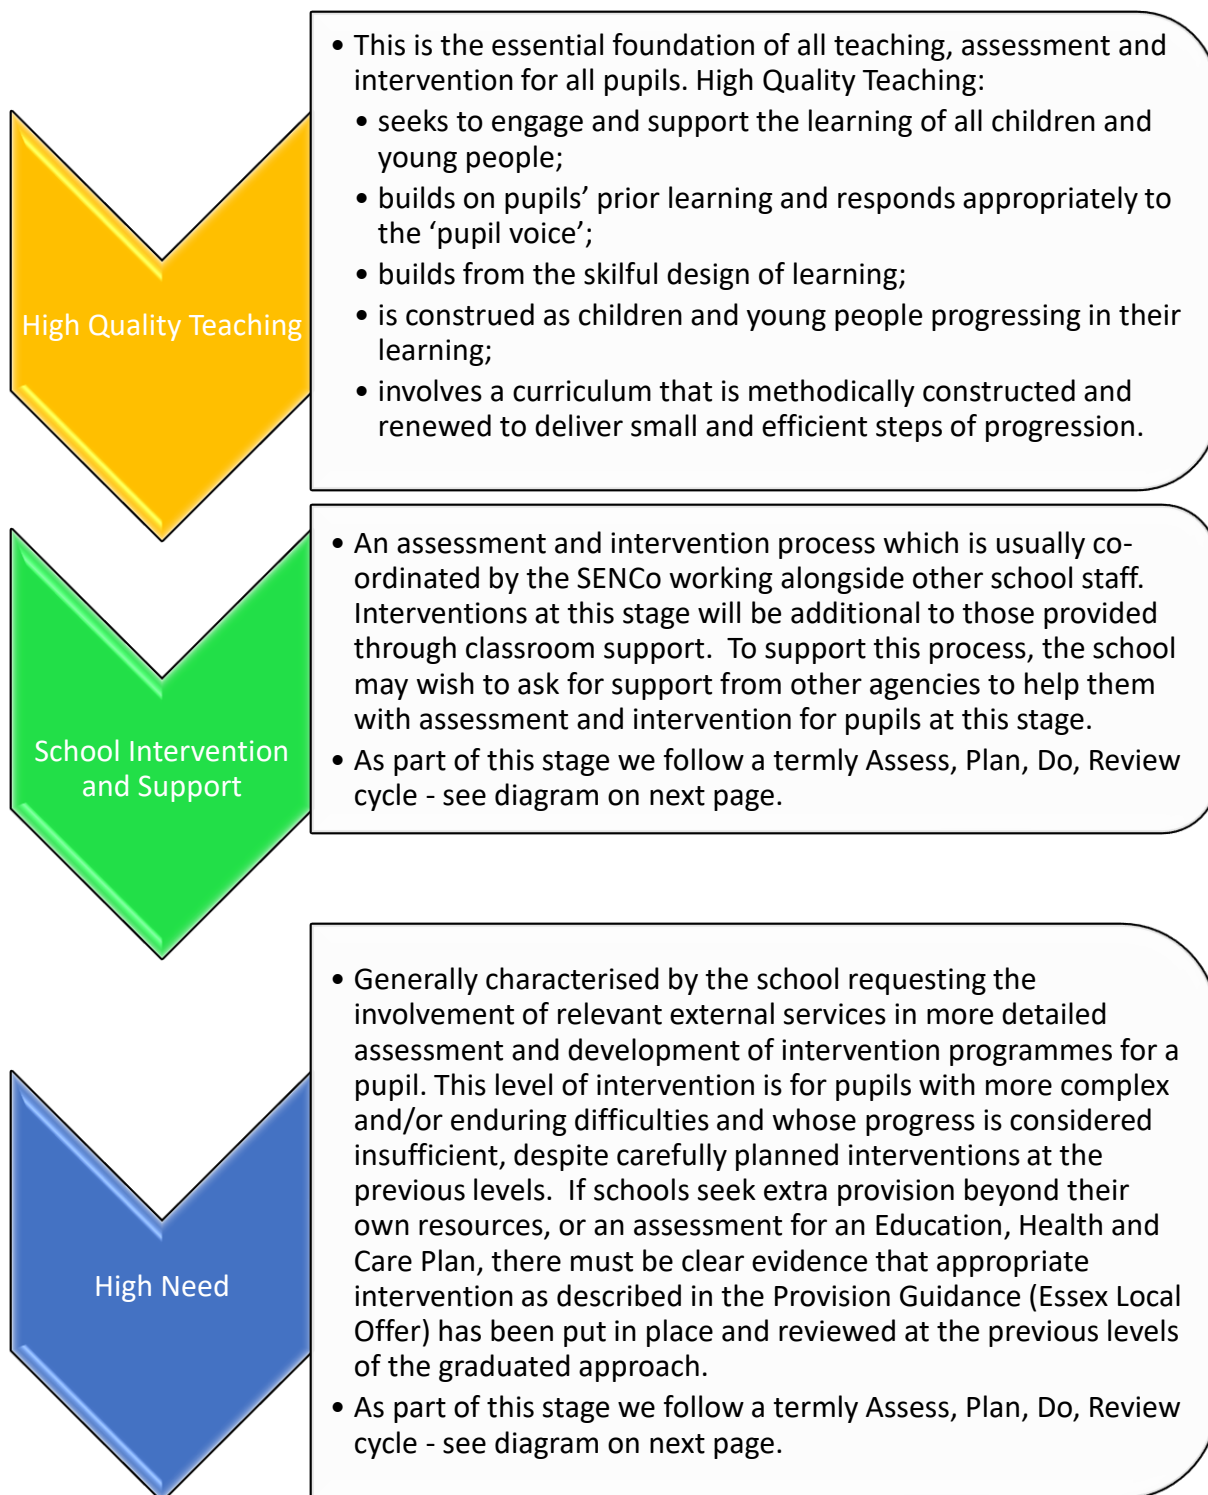 High Quality Teaching
• This is the essential foundation of all teaching, assessment and
intervention for all pupils. High Quality Teaching:
• seeks to engage and support the learning of all children and
young people;
• builds on pupils’ prior learning and responds appropriately to
the ‘pupil voice’;
• builds from the skilful design of learning;
• is construed as children and young people progressing in their
learning;
• involves a curriculum that is methodically constructed and
renewed to deliver small and efficient steps of progression.
School Intervention
and Support
• An assessment and intervention process which is usually co-
ordinated by the SENCo working alongside other school staff.
Interventions at this stage will be additional to those provided
through classroom support.  To support this process, the school
may wish to ask for support from other agencies to help them
with assessment and intervention for pupils at this stage.
• As part of this stage we follow a termly Assess, Plan, Do, Review
cycle - see diagram on next page.
High Need
• Generally characterised by the school requesting the
involvement of relevant external services in more detailed
assessment and development of intervention programmes for a
pupil. This level of intervention is for pupils with more complex
and/or enduring difficulties and whose progress is considered
insufficient, despite carefully planned interventions at the
previous levels.  If schools seek extra provision beyond their
own resources, or an assessment for an Education, Health and
Care Plan, there must be clear evidence that appropriate
intervention as described in the Provision Guidance (Essex Local
Offer) has been put in place and reviewed at the previous levels
of the graduated approach.
• As part of this stage we follow a termly Assess, Plan, Do, Review
cycle - see diagram on next page.